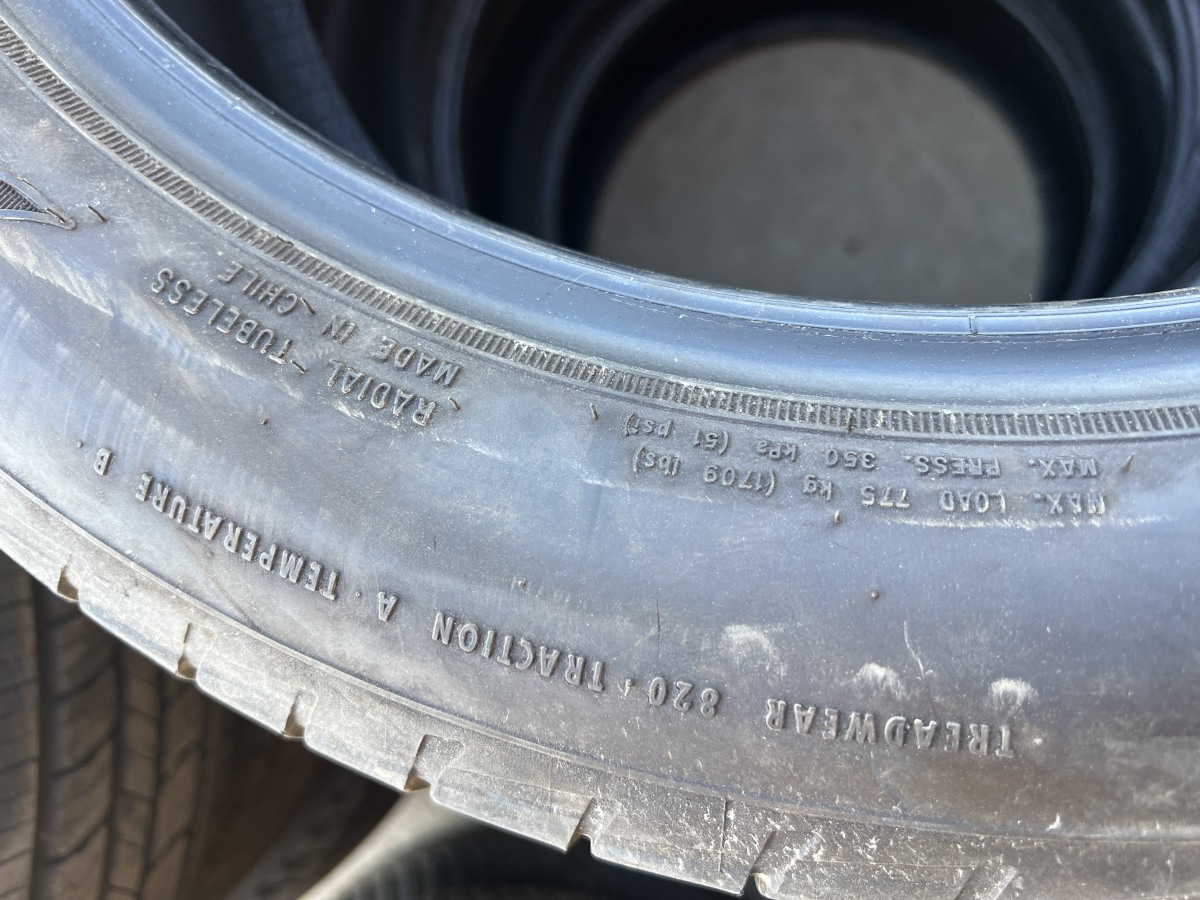 TREADWEAR 820 · TRACTION A · TEMPERATURE B
MAX. LOAD 775 kg (1709 lbs)
MAX. PRESS. 350 kPa (51 psi)
RADIAL TUBELESS
MADE IN CHILE